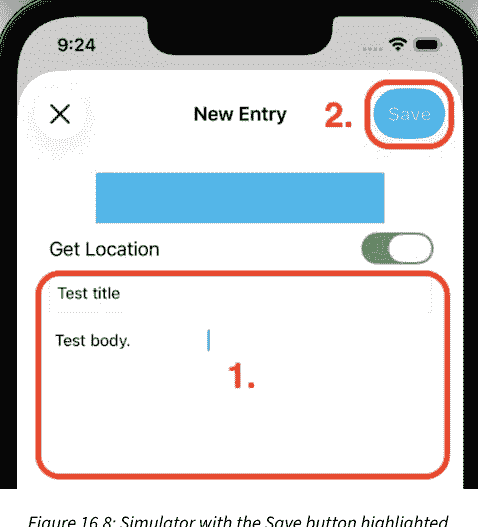 9:24
New Entry 2. Save
Get Location
Test title
Test body.
1.
Figure 16.8: Simulator with the Save button highlighted